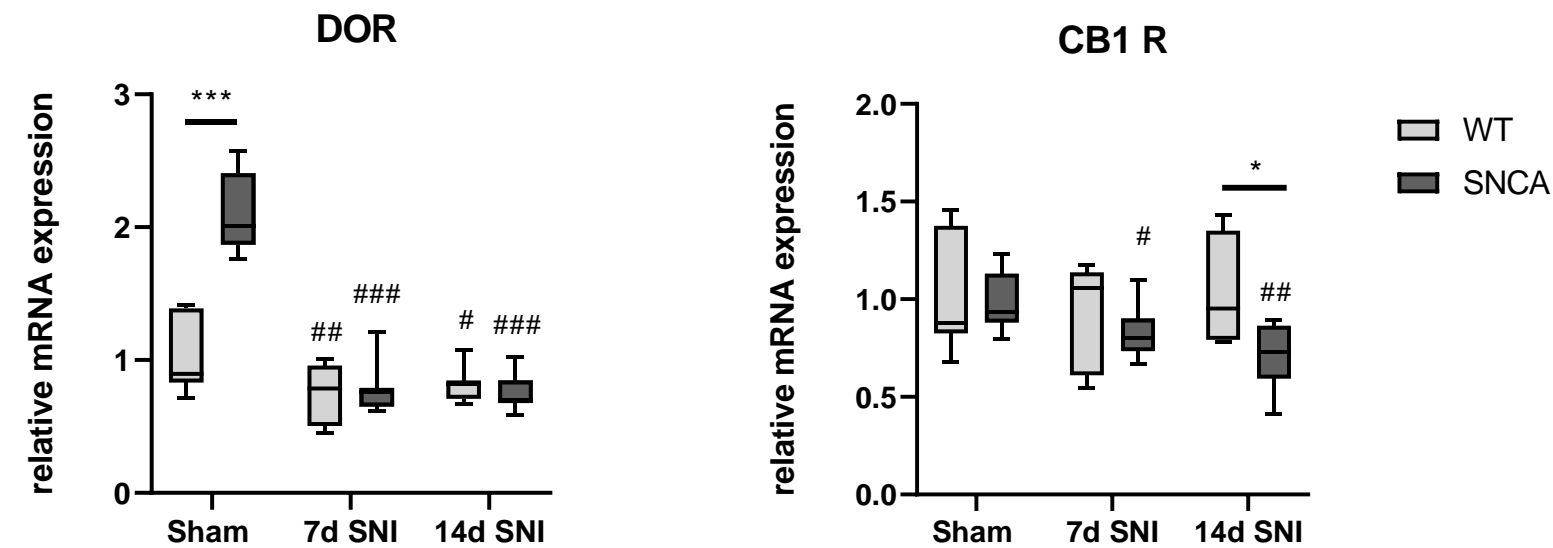 DOR
relative mRNA expression
3
2
1
0
***
##
###
#
###
Sham 7d SNI 14d SNI
CB1 R
relative mRNA expression
2.0
1.5
1.0
0.5
0.0
#
*
##
Sham 7d SNI 14d SNI
WT
SNCA